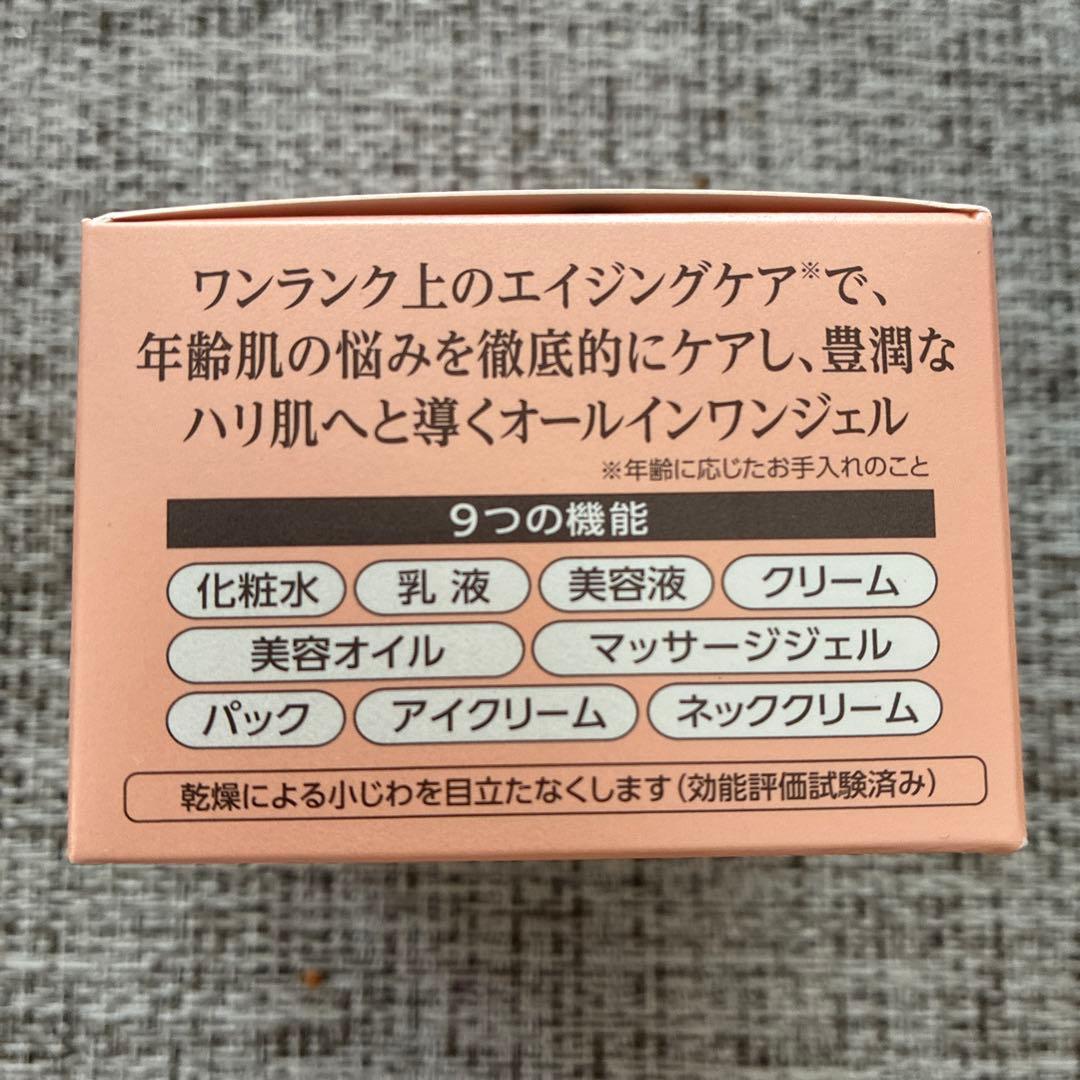 ワンランク上のエイジングケア※で、
年齢肌の悩みを徹底的にケアし、豊潤な
ハリ肌へと導くオールインワンジェル
※年齢に応じたお手入れのこと
9つの機能
化粧水 乳液 美容液 クリーム
美容オイル マッサージジェル
パック アイクリーム ネッククリーム
乾燥による小じわを目立たなくします(効能評価試験済み)